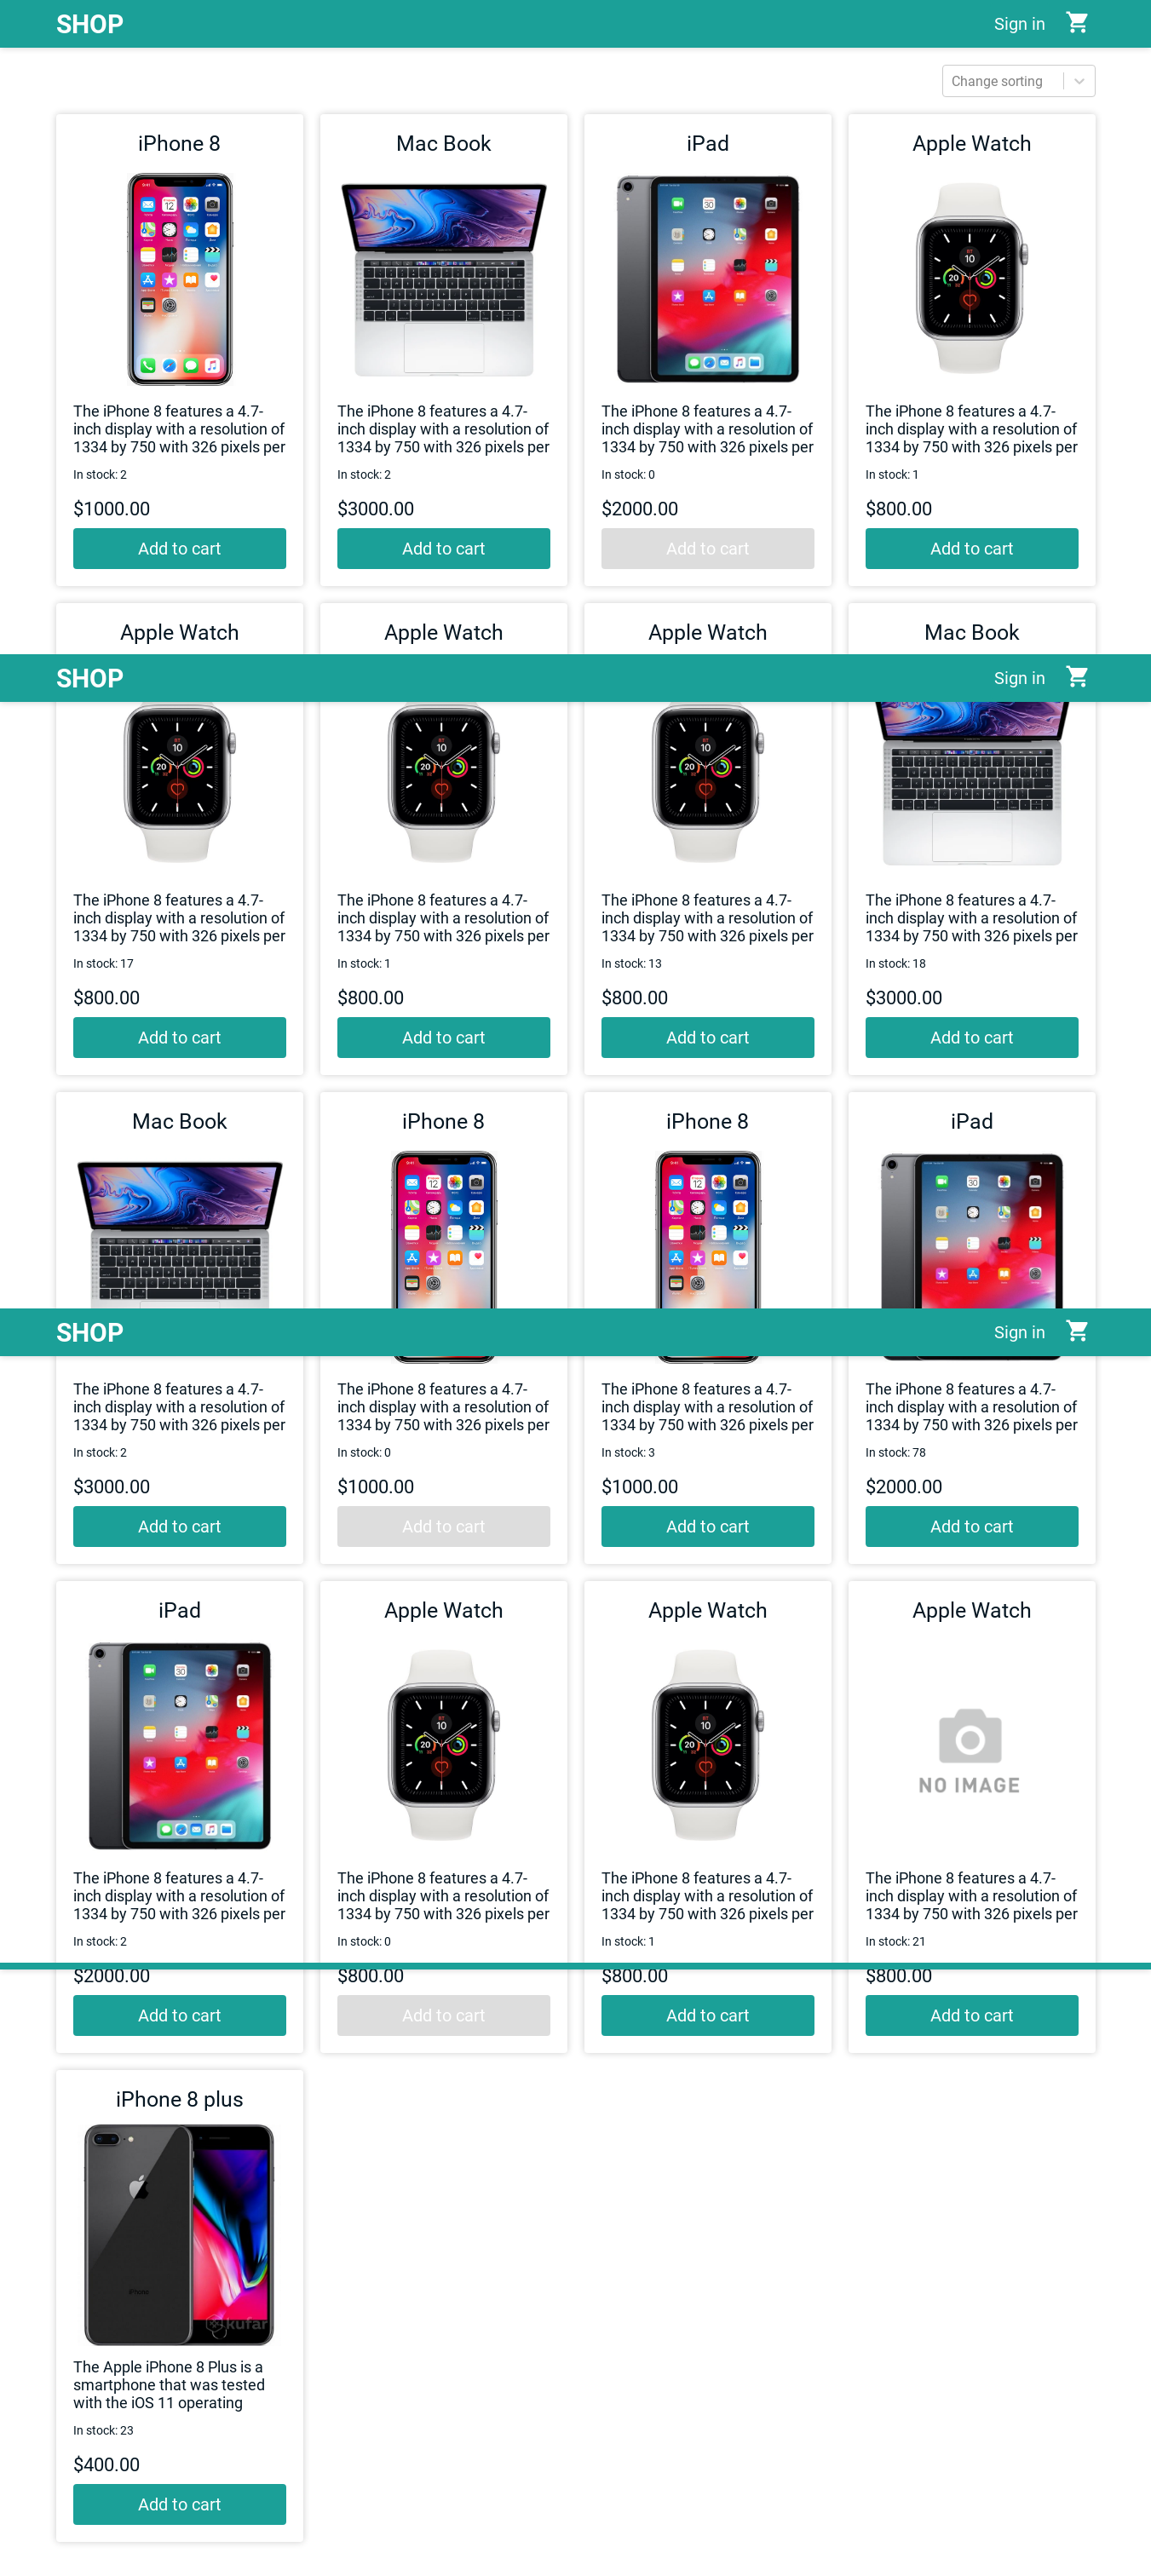 SHOP
Sign in
Change sorting
iPhone 8
Mac Book
iPad
Apple Watch
The iPhone 8 features a 4.7-
inch display with a resolution of
1334 by 750 with 326 pixels per
In stock: 2
$1000.00
Add to cart
The iPhone 8 features a 4.7-
inch display with a resolution of
1334 by 750 with 326 pixels per
In stock: 2
$3000.00
Add to cart
The iPhone 8 features a 4.7-
inch display with a resolution of
1334 by 750 with 326 pixels per
In stock: 0
$2000.00
Add to cart
The iPhone 8 features a 4.7-
inch display with a resolution of
1334 by 750 with 326 pixels per
In stock: 1
$800.00
Add to cart
Apple Watch
Apple Watch
Apple Watch
Mac Book
SHOP
Sign in
The iPhone 8 features a 4.7-
inch display with a resolution of
1334 by 750 with 326 pixels per
In stock: 17
$800.00
Add to cart
The iPhone 8 features a 4.7-
inch display with a resolution of
1334 by 750 with 326 pixels per
In stock: 1
$800.00
Add to cart
The iPhone 8 features a 4.7-
inch display with a resolution of
1334 by 750 with 326 pixels per
In stock: 13
$800.00
Add to cart
The iPhone 8 features a 4.7-
inch display with a resolution of
1334 by 750 with 326 pixels per
In stock: 18
$3000.00
Add to cart
Mac Book
iPhone 8
iPhone 8
iPad
SHOP
Sign in
The iPhone 8 features a 4.7-
inch display with a resolution of
1334 by 750 with 326 pixels per
In stock: 2
$3000.00
Add to cart
The iPhone 8 features a 4.7-
inch display with a resolution of
1334 by 750 with 326 pixels per
In stock: 0
$1000.00
Add to cart
The iPhone 8 features a 4.7-
inch display with a resolution of
1334 by 750 with 326 pixels per
In stock: 3
$1000.00
Add to cart
The iPhone 8 features a 4.7-
inch display with a resolution of
1334 by 750 with 326 pixels per
In stock: 78
$2000.00
Add to cart
iPad
Apple Watch
Apple Watch
Apple Watch
NO IMAGE
The iPhone 8 features a 4.7-
inch display with a resolution of
1334 by 750 with 326 pixels per
In stock: 2
$2000.00
Add to cart
The iPhone 8 features a 4.7-
inch display with a resolution of
1334 by 750 with 326 pixels per
In stock: 0
$800.00
Add to cart
The iPhone 8 features a 4.7-
inch display with a resolution of
1334 by 750 with 326 pixels per
In stock: 1
$800.00
Add to cart
The iPhone 8 features a 4.7-
inch display with a resolution of
1334 by 750 with 326 pixels per
In stock: 21
$800.00
Add to cart
iPhone 8 plus
iPhone
kufar
The Apple iPhone 8 Plus is a
smartphone that was tested
with the iOS 11 operating
In stock: 23
$400.00
Add to cart